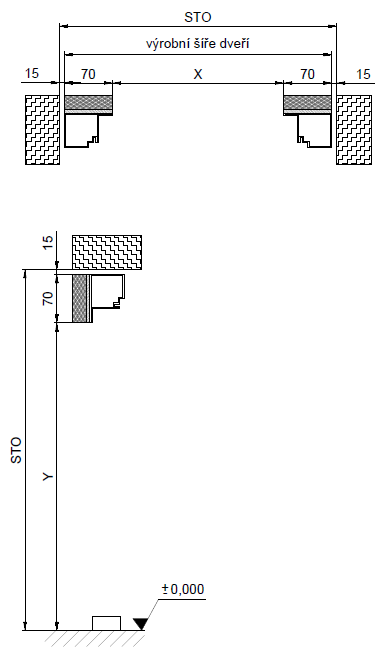 STO
výrobní šíře dveří
15 70 X 70 15
15
70
STO
Y
±0,000